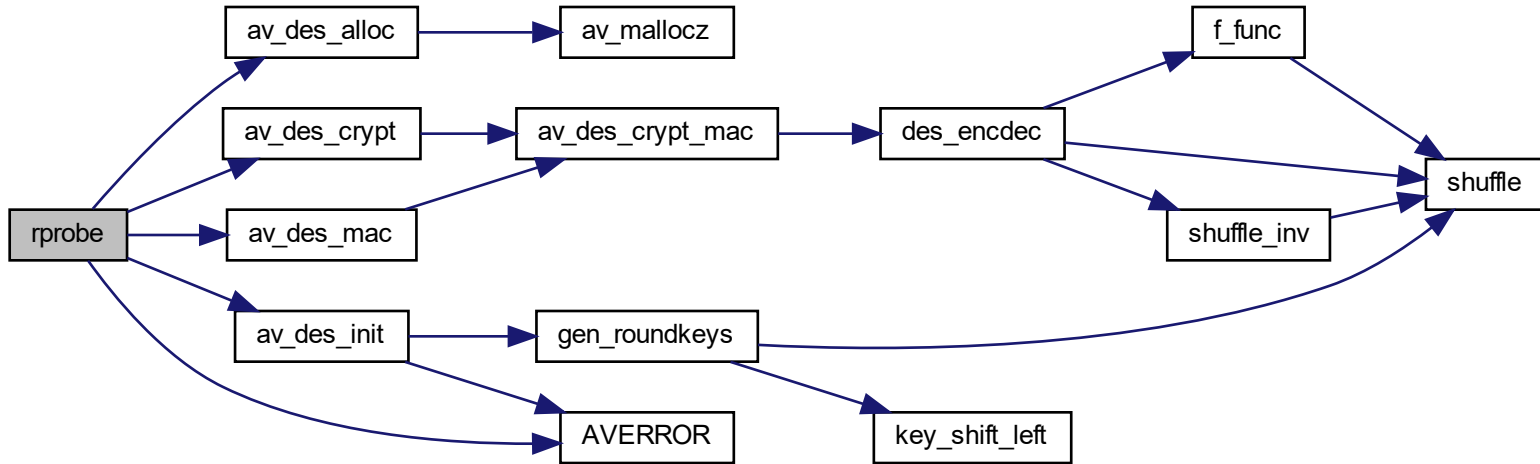 av_des_alloc
av_mallocz
f_func
av_des_crypt
av_des_crypt_mac
des_encdec
shuffle
rprobe
av_des_mac
shuffle_inv
av_des_init
gen_roundkeys
AVERROR
key_shift_left